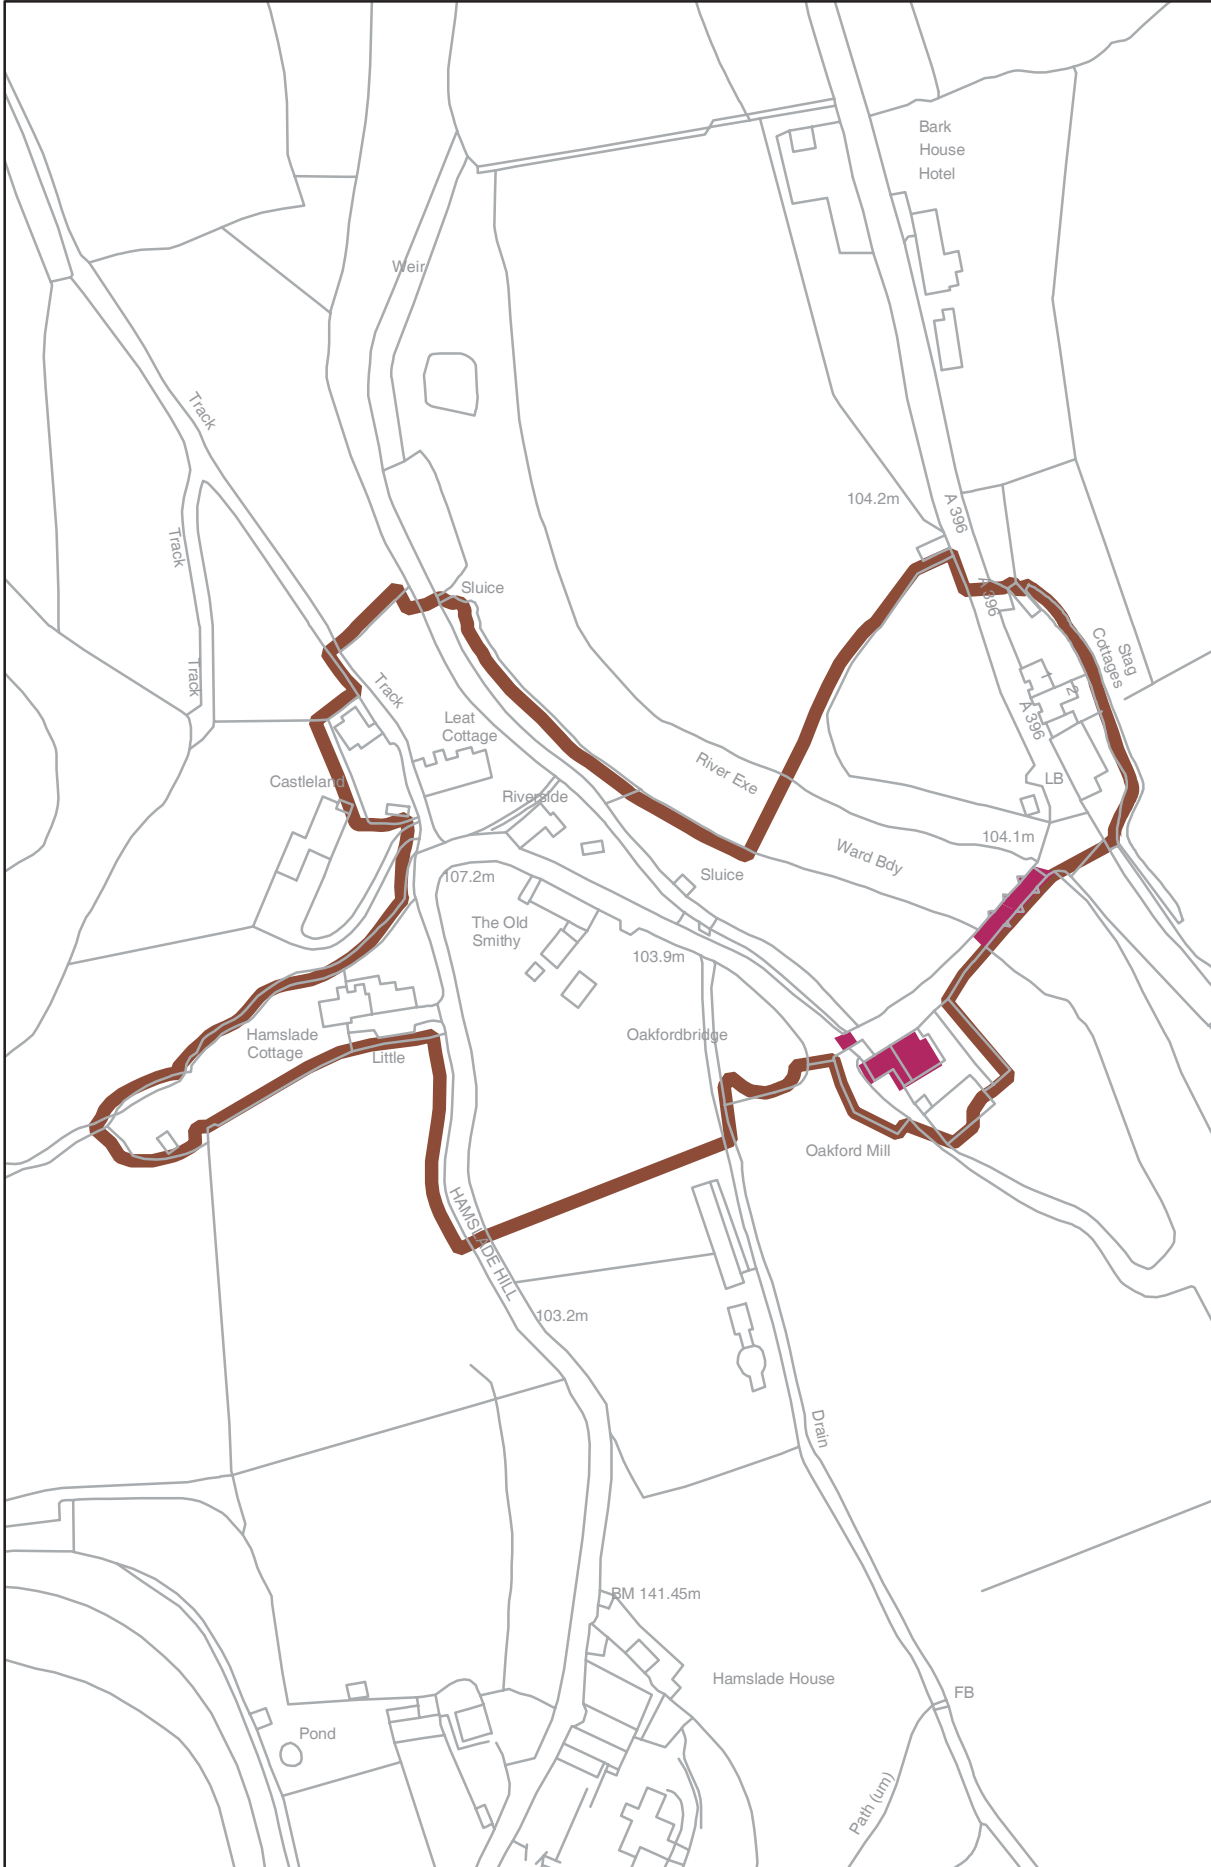 Bark
House
Hotel
Weir
Track
104.2m
A 396
Track
Sluice
A 396
Stag
Cottages
1
2
Track
Track
Leat
Cottage
A 396
River Exe
Castleland
Riverside
LB
104.1m
Ward Bdy
107.2m
Sluice
The Old
Smithy
103.9m
Hamslade
Cottage
Little
Oakfordbridge
Oakford Mill
HAMSLADE HILL
103.2m
Drain
BM 141.45m
Hamslade House
FB
Pond
Path (um)